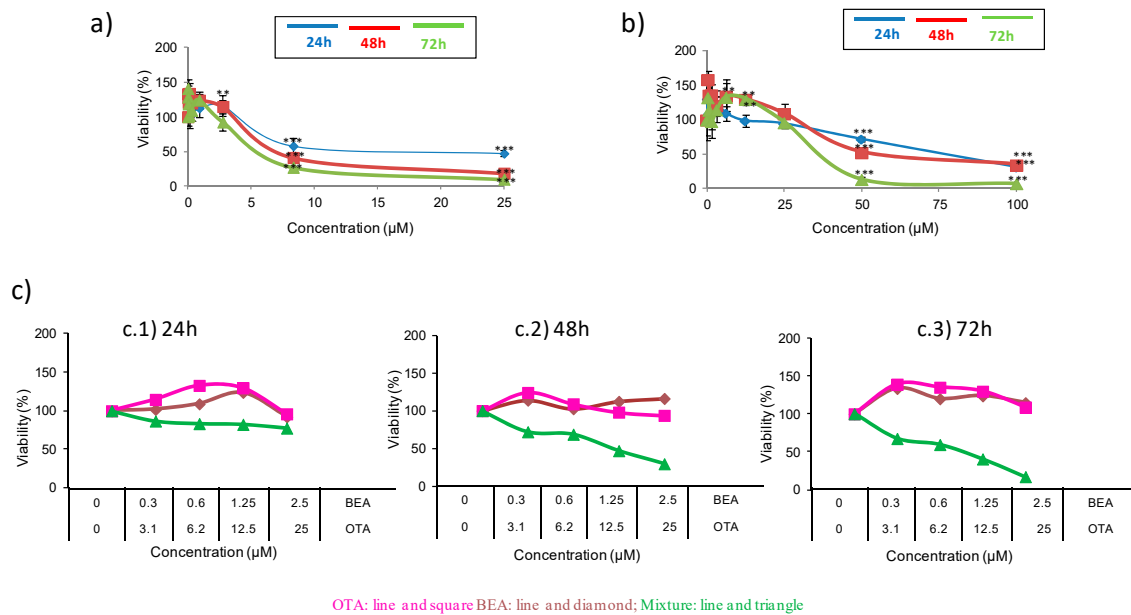 a)
24h 48h 72h
200
150
100
50
0
Viability (%)
**
***
***
***
***
***
0 5 10 15 20 25
Concentration (µM)
b)
24h 48h 72h
200
150
100
50
0
Viability (%)
**
**
**
***
***
***
***
***
***
0 25 50 75 100
Concentration (µM)
c)
c.1) 24h
200
150
100
50
0
Viability (%)
0 0.3 0.6 1.25 2.5 BEA
0 3.1 6.2 12.5 25 OTA
Concentration (µM)
c.2) 48h
200
150
100
50
0
Viability (%)
0 0.3 0.6 1.25 2.5 BEA
0 3.1 6.2 12.5 25 OTA
Concentration (µM)
c.3) 72h
200
150
100
50
0
Viability (%)
0 0.3 0.6 1.25 2.5 BEA
0 3.1 6.2 12.5 25 OTA
Concentration (µM)
OTA: line and square BEA: line and diamond; Mixture: line and triangle